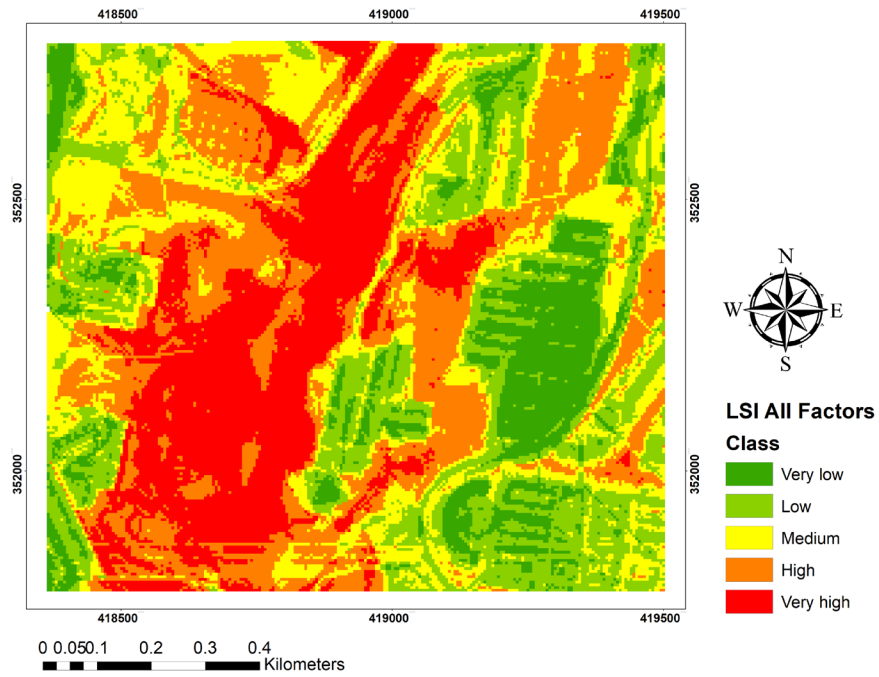 418500 419000 419500
352500 352500
N
W E
S
LSI All Factors
Class
Very low
Low
Medium
High
Very high
352000 352000
418500 419000 419500
0 0.050.1 0.2 0.3 0.4
Kilometers